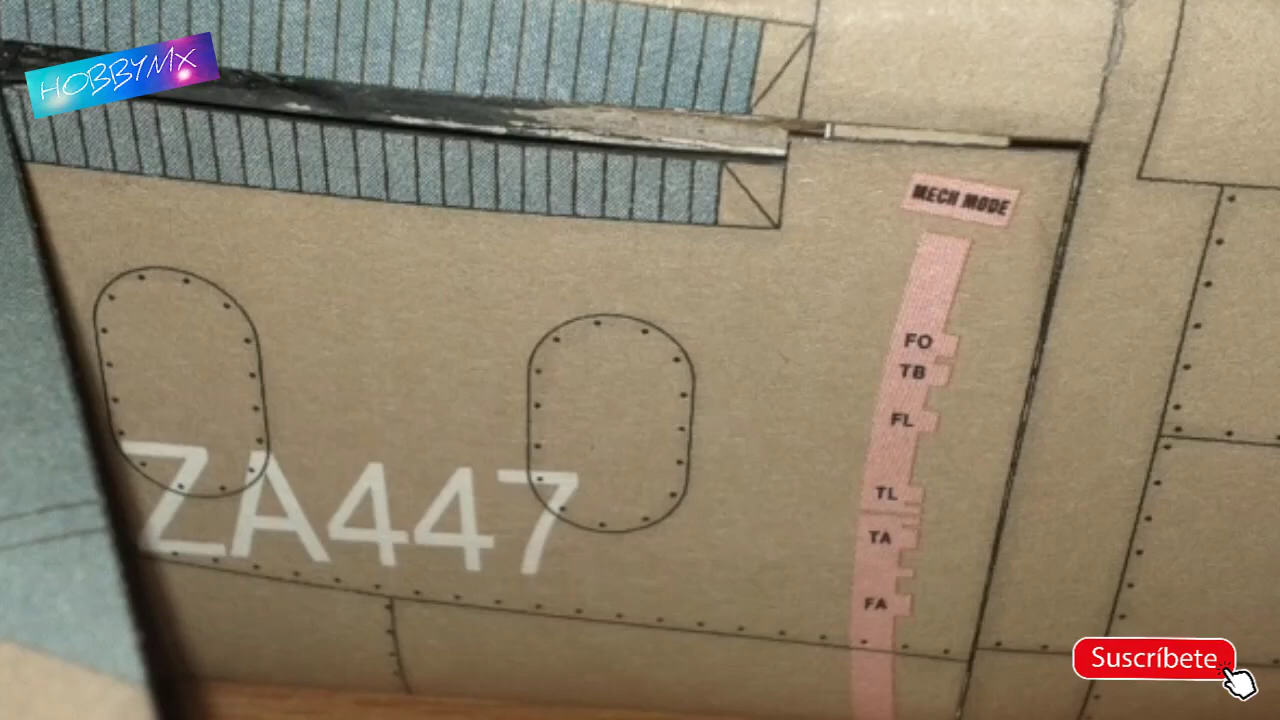 HOBBYMX
MECH MODE
FO
TB
FL
TL
TA
FA
ZA447
Suscríbete